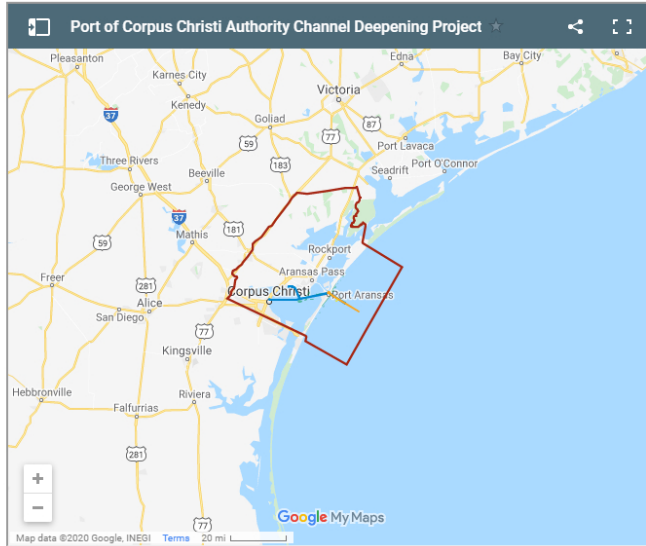 Port of Corpus Christi Authority Channel Deepening Project
Pleasanton
Edna
Bay City
Karnes City
Victoria
Kenedy
37
Goliad
87
77
59
Port Lavaca
Three Rivers
183
Port O'Connor
Beeville
Seadrift
George West
37
181
59
Mathis
Rockport
Freer
281
Aransas Pass
Corpus Christi
Port Aransas
Alice
San Diego
77
Kingsville
Hebbronville
Riviera
Falfurrias
281
77
Google My Maps
Map data ©2020 Google, INEGI Terms 20 mi